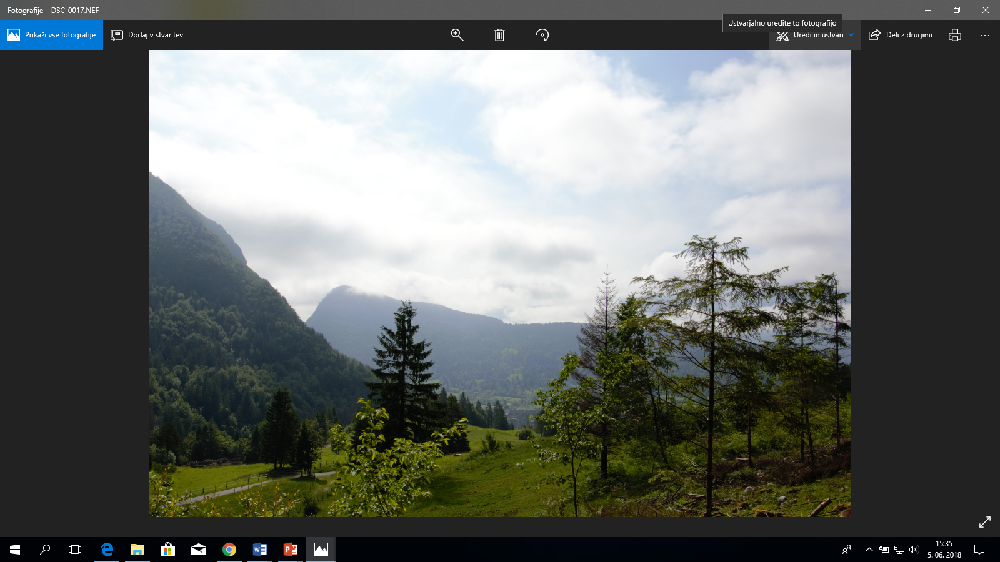 Fotografije – DSC_0017.NEF
Ustvarjalno uredite to fotografijo
Prikaži vse fotografije
Dodaj v stvaritev
Uredi in ustvari
Deli z drugimi
15:35
5. 06. 2018